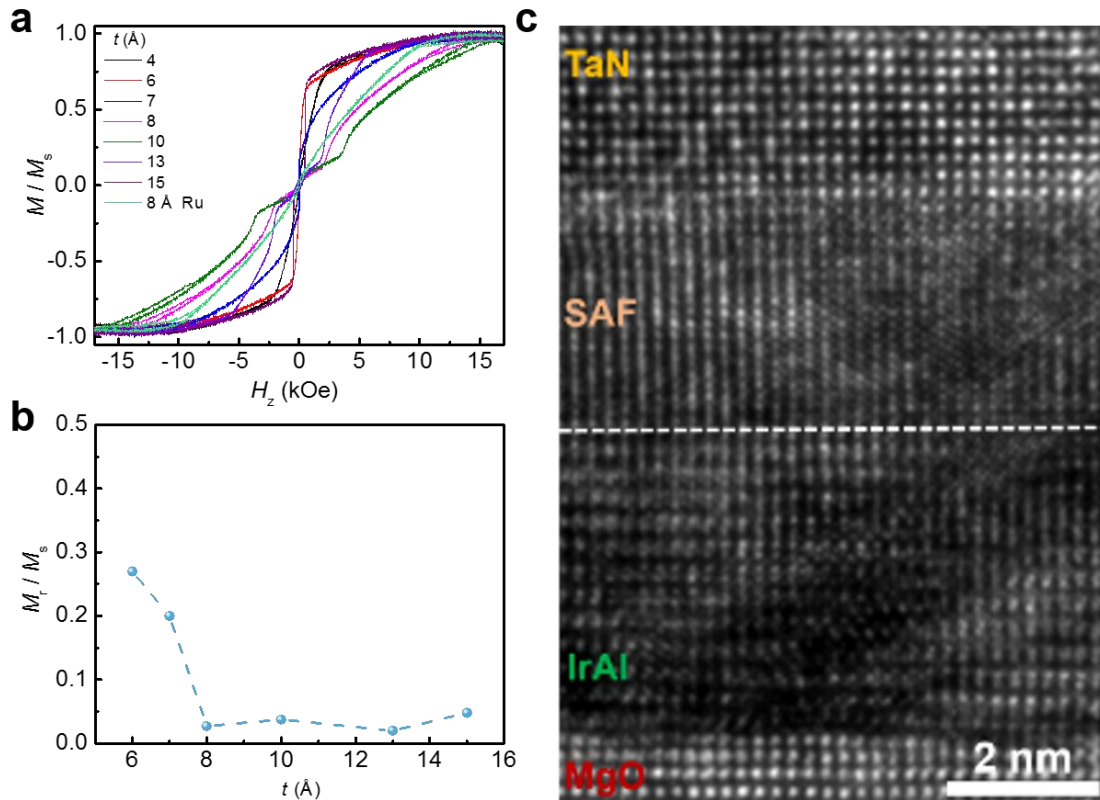 a
M / Ms
1.0
0.5
0.0
-0.5
-1.0
t (Å)
4
6
7
8
10
13
15
8 Å Ru
-15 -10 -5 0 5 10 15
Hz (kOe)
b
Mr / Ms
0.5
0.4
0.3
0.2
0.1
0.0
6 8 10 12 14 16
t (Å)
c
TaN
SAF
IrAl
MgO
2 nm